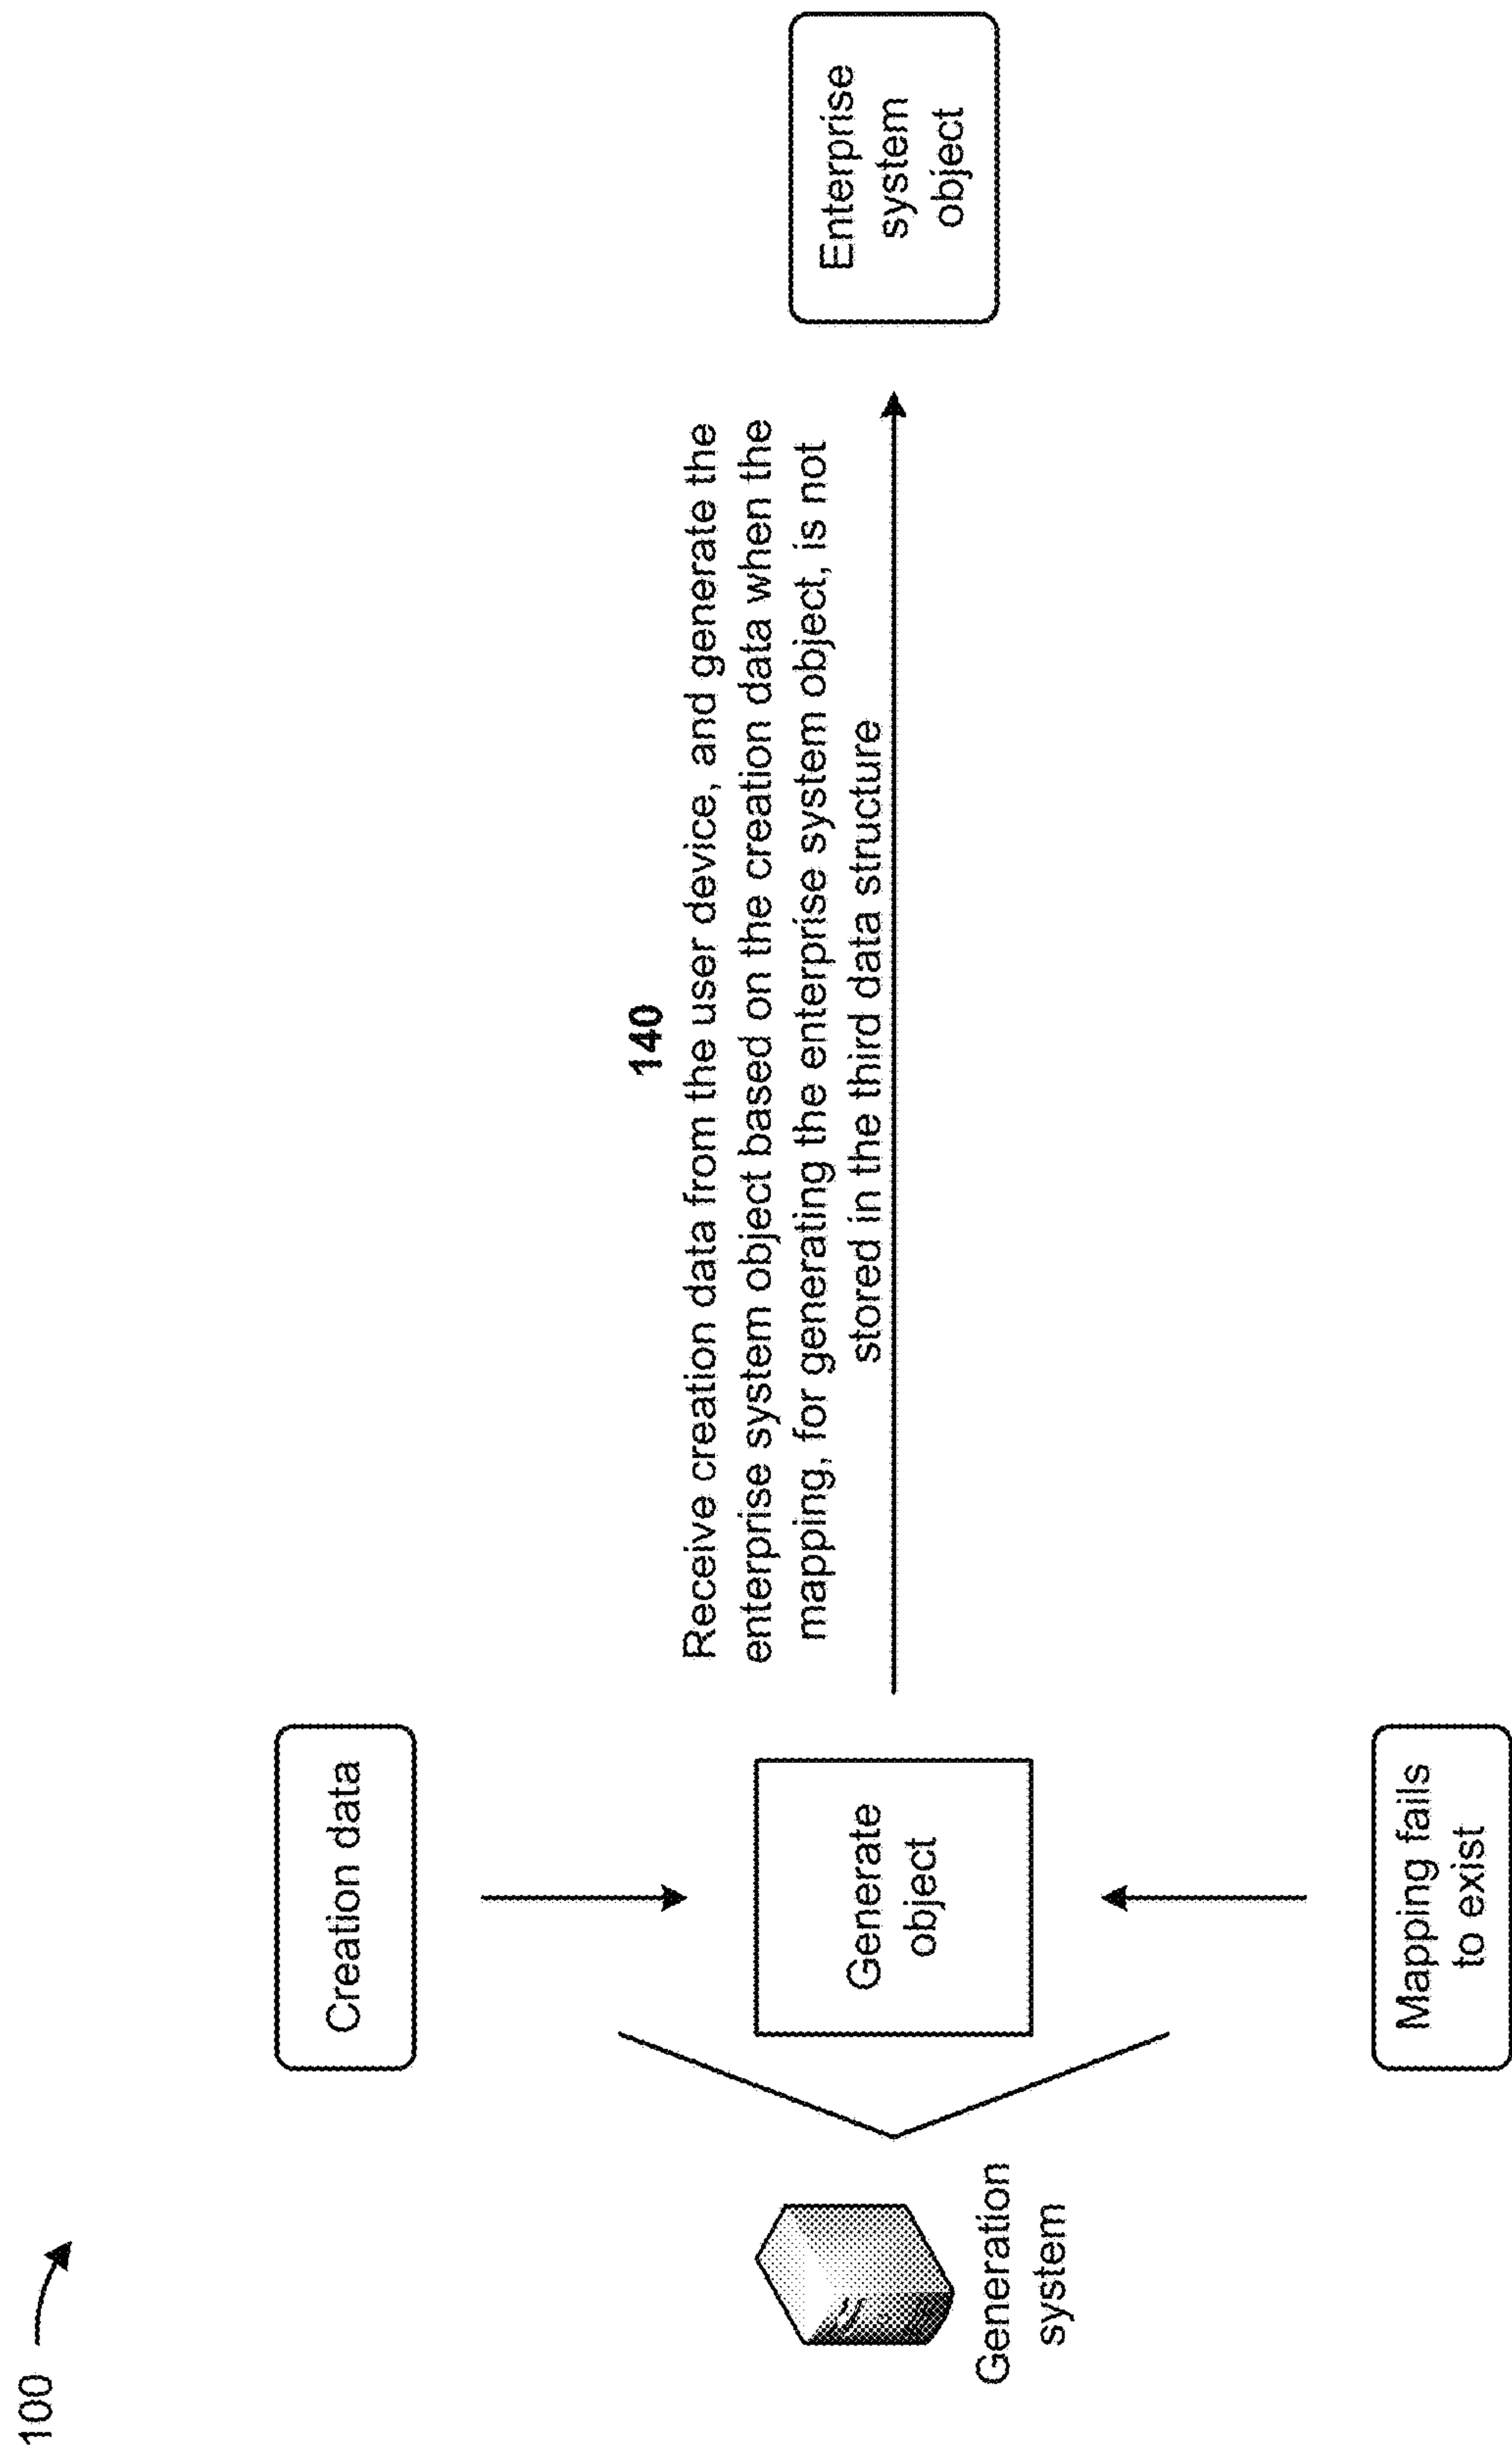 100
Creation data
140
Receive creation data from the user device, and generate the
enterprise system object based on the creation data when the
mapping, for generating the enterprise system object, is not
stored in the third data structure
Generation
system
Generate
object
Enterprise
system
object
Mapping fails
to exist